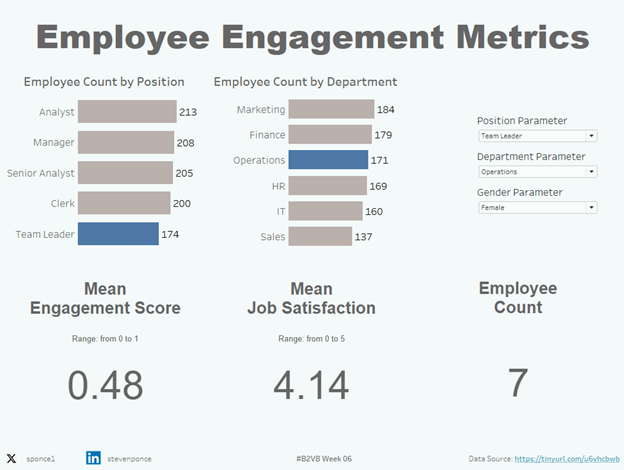 Employee Engagement Metrics
Employee Count by Position
Analyst 213
Manager 208
Senior Analyst 205
Clerk 200
Team Leader 174
Employee Count by Department
Marketing 184
Finance 179
Operations 171
HR 169
IT 160
Sales 137
Position Parameter
Team Leader
Department Parameter
Operations
Gender Parameter
Female
Mean
Engagement Score
Range: from 0 to 1
0.48
Mean
Job Satisfaction
Range: from 0 to 5
4.14
Employee
Count
7
X sponce1
in stevenponce
#B2VB Week 06
Data Source: https://tinyurl.com/u6vhcbwb